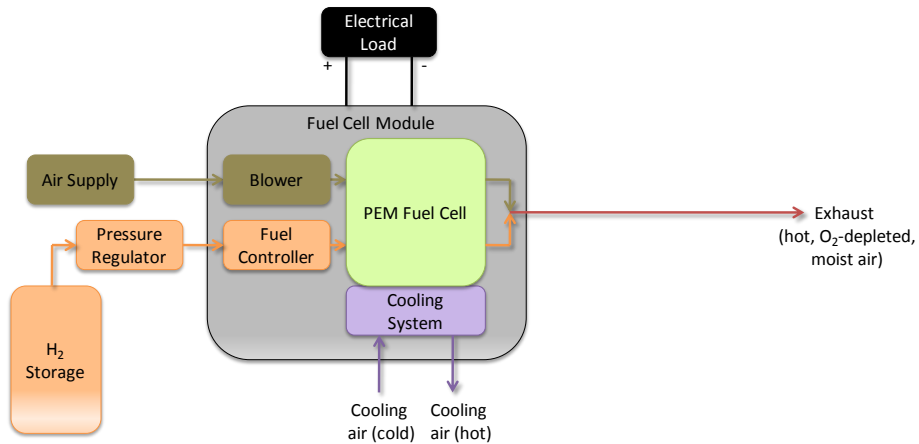 Electrical
Load
+
-
Fuel Cell Module
Air Supply
Blower
PEM Fuel Cell
Pressure
Regulator
Fuel
Controller
Exhaust
(hot, O₂-depleted,
moist air)
Cooling
System
H₂
Storage
Cooling
air (cold)
Cooling
air (hot)